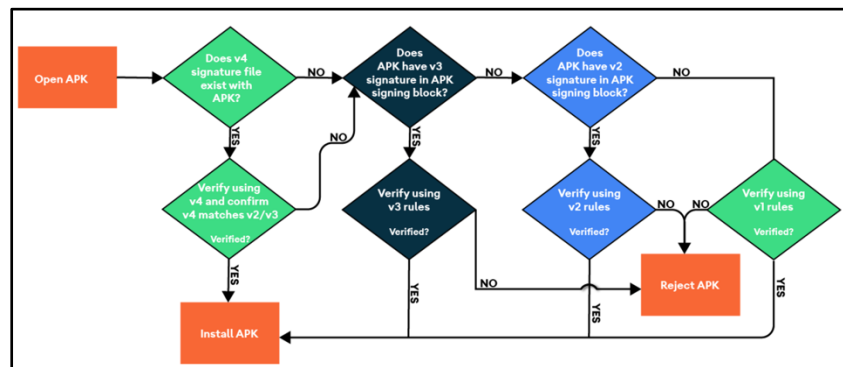 Open APK
Does v4
signature file
exist with
APK?
NO
Does
APK have v3
signature in APK
signing block?
NO
Does
APK have v2
signature in APK
signing block?
NO
YES
NO
YES
YES
Verify using
v4 and confirm
v4 matches v2/v3
Verified?
Verify using
v3 rules
Verified?
Verify using
v2 rules
Verified?
NO
NO
Verify using
v1 rules
Verified?
YES
NO
Reject APK
YES
YES
YES
Install APK